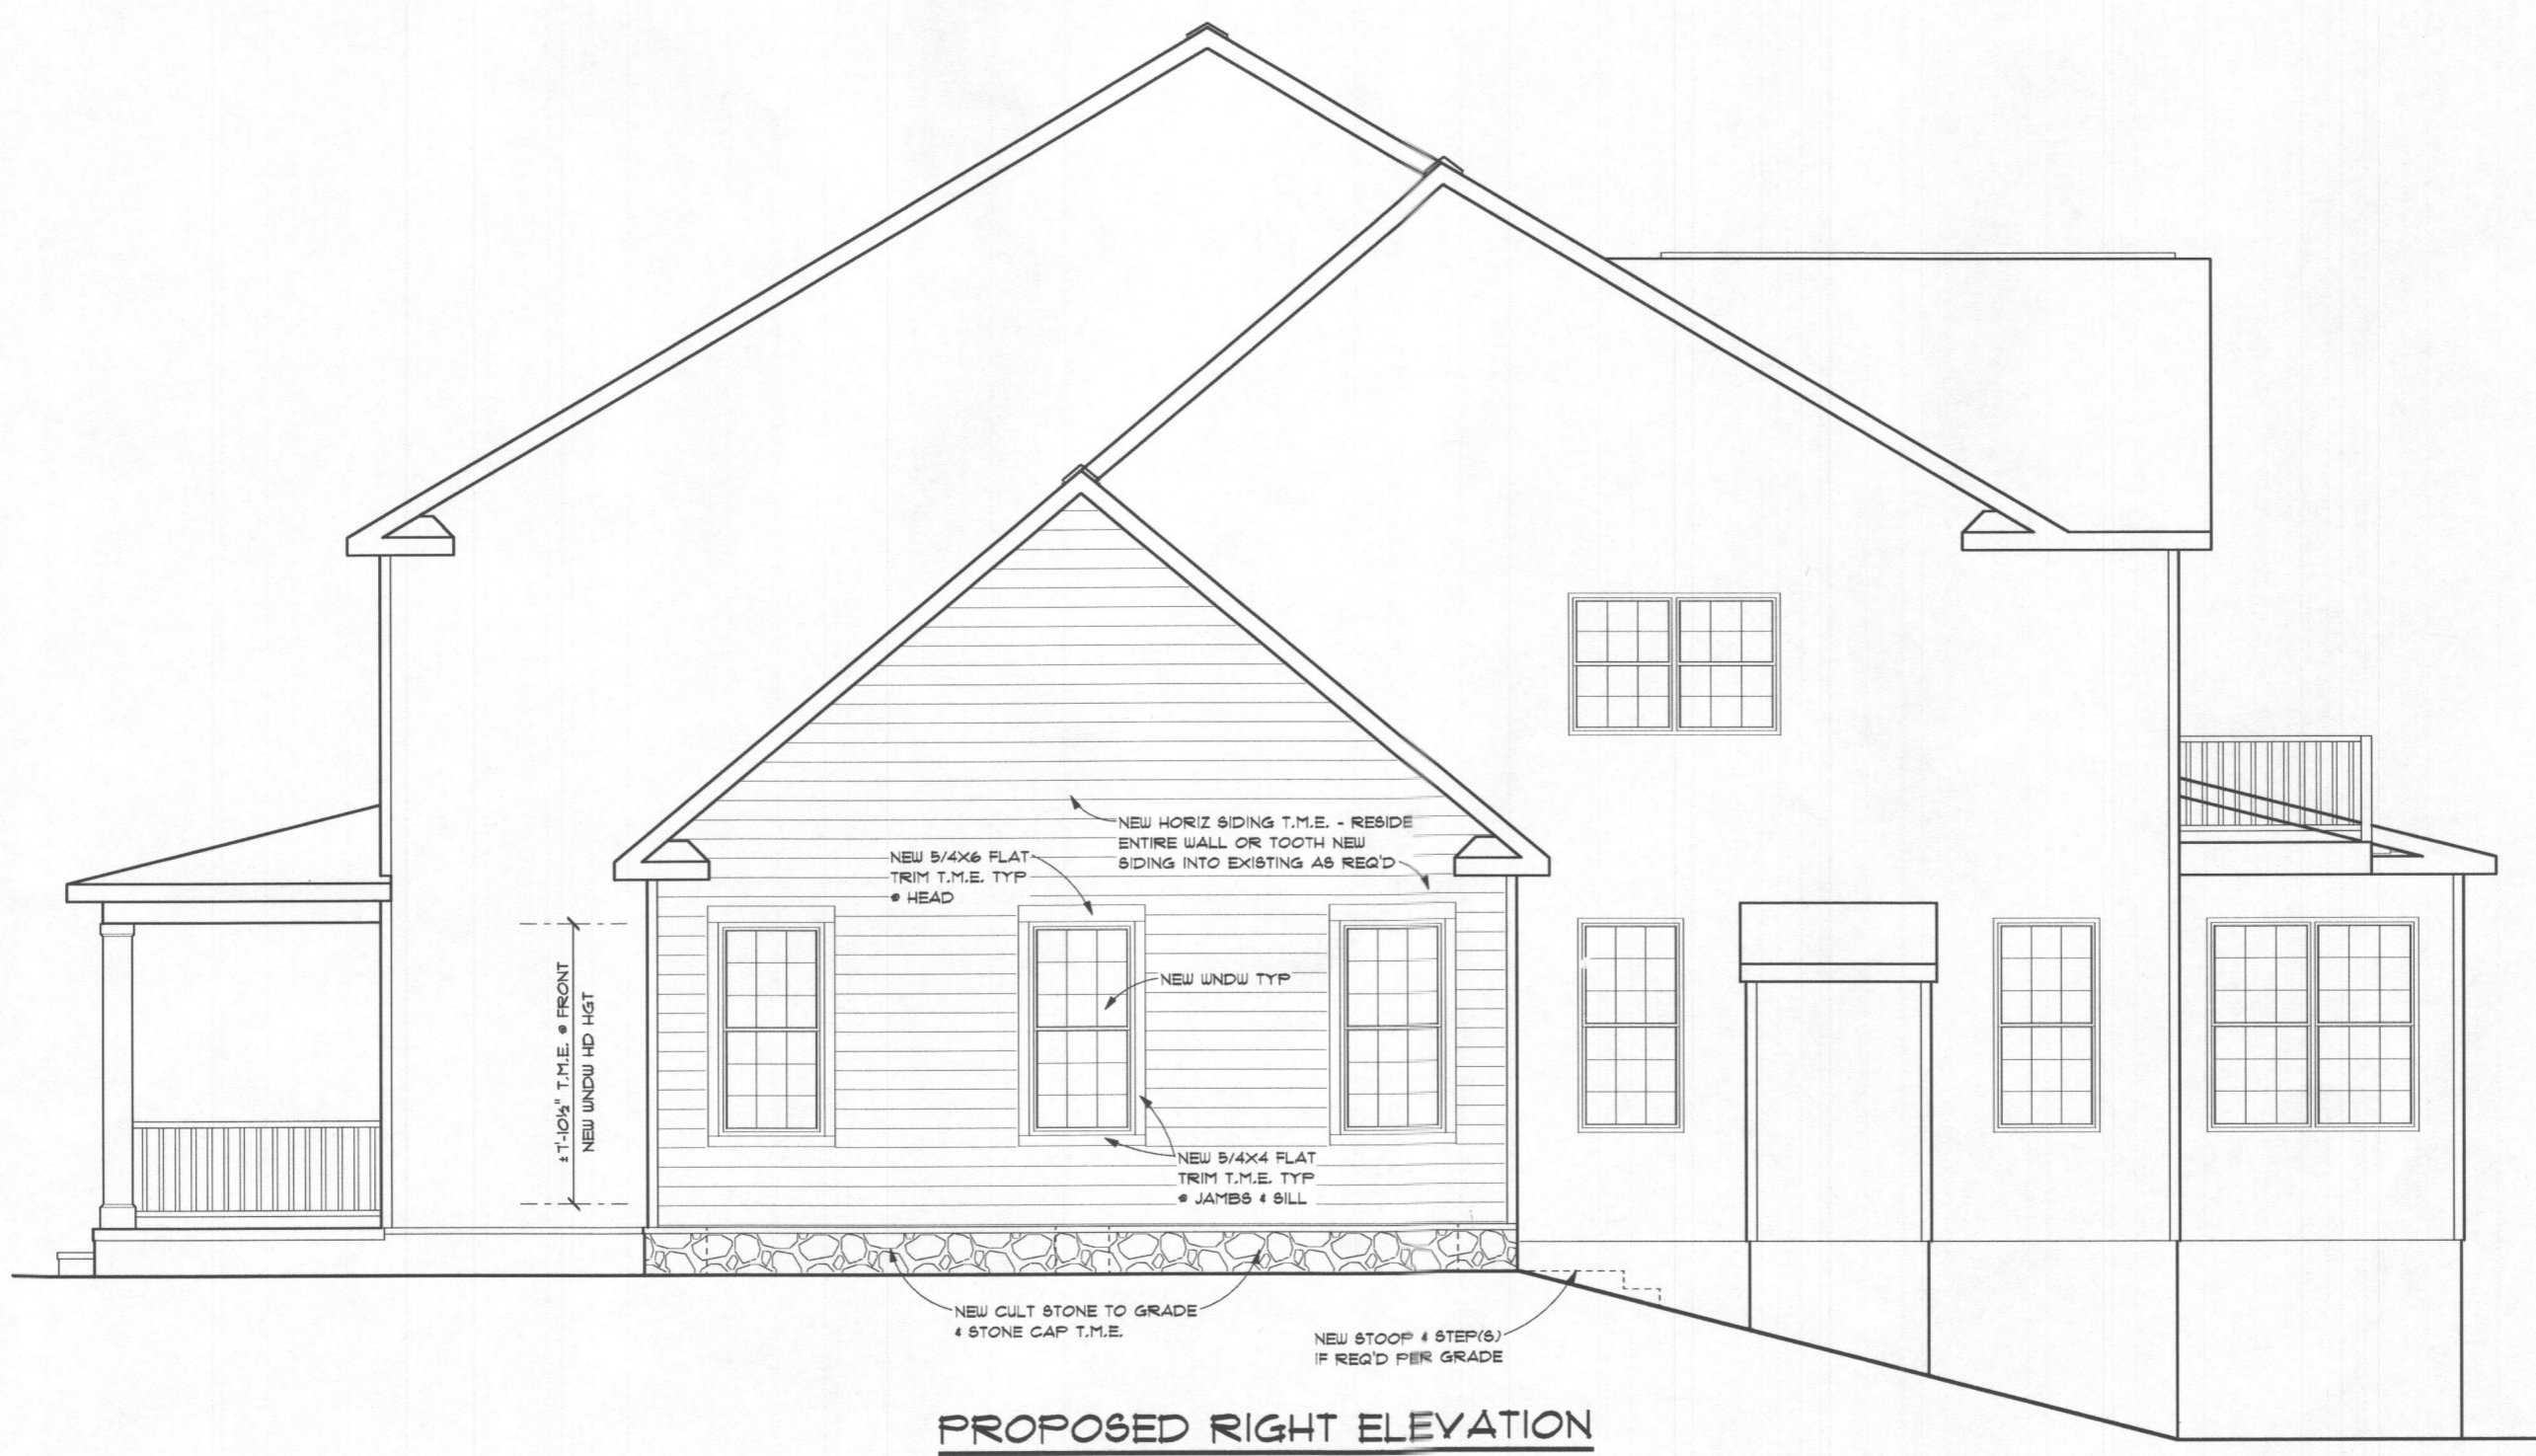 NEW HORIZ SIDING T.M.E. - RESIDE
ENTIRE WALL OR TOOTH NEW
SIDING INTO EXISTING AS REQ'D
NEW 5/4X6 FLAT
TRIM T.M.E. TYP
@ HEAD
±7'-10½" T.M.E. @ FRONT
NEW WNDW HD HGT
NEW WNDW TYP
NEW 5/4X4 FLAT
TRIM T.M.E. TYP
@ JAMBS & SILL
NEW CULT STONE TO GRADE
& STONE CAP T.M.E.
NEW STOOP & STEP(S)
IF REQ'D PER GRADE
PROPOSED RIGHT ELEVATION